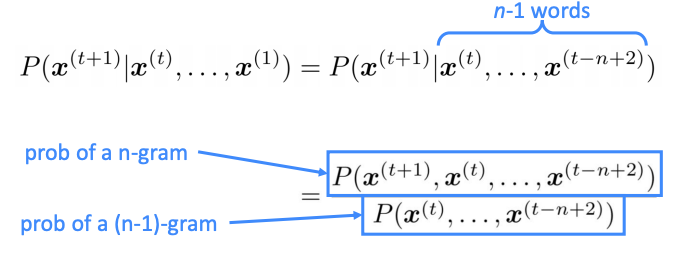 n-1 words
P(x^(t+1)|x^(t), . . . , x^(1)) = P(x^(t+1)|x^(t), . . . , x^(t−n+2))
prob of a n-gram
P(x^(t+1), x^(t), . . . , x^(t−n+2))
=
prob of a (n-1)-gram
P(x^(t), . . . , x^(t−n+2))